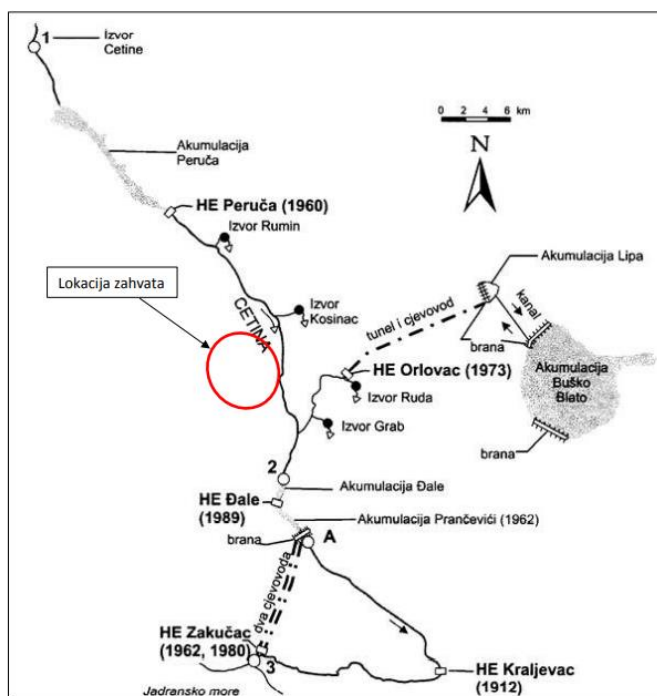 1
Izvor
Cetine
Akumulacija
Peruča
0 2 4 6 km
N
HE Peruča (1960)
Izvor Rumin
Lokacija zahvata
CETINA
Izvor
Kosinac
Akumulacija Lipa
tunel i cjevovod
kanal
brana
HE Orlovac (1973)
Akumulacija
Buško
Blato
Izvor Ruda
Izvor Grab
brana
2
Akumulacija Đale
HE Đale
(1989)
Akumulacija Prančevići (1962)
brana
A
dva cjevovoda
HE Zakučac
(1962, 1980)
3
HE Kraljevac
(1912)
Jadransko more